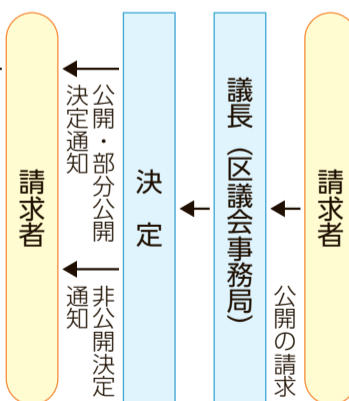 請求者
公開の請求
議長（区議会事務局）
決定
公開・部分公開
決定通知
非公開決定
通知
請求者